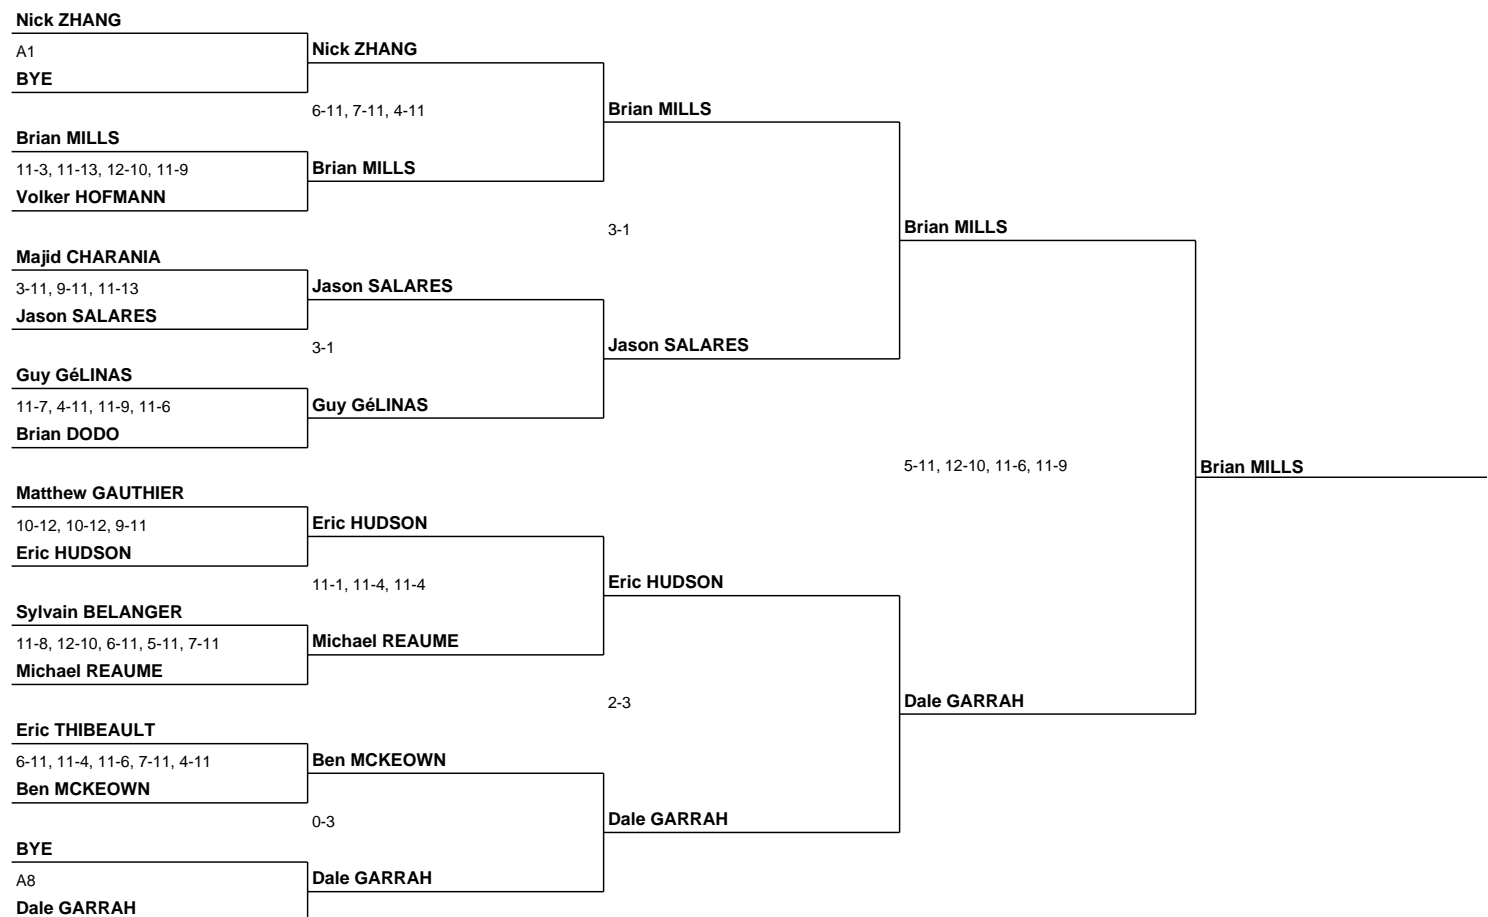 Nick ZHANG
A1
BYE
Brian MILLS
11-3, 11-13, 12-10, 11-9
Volker HOFMANN
Majid CHARANIA
3-11, 9-11, 11-13
Jason SALARES
Guy GéLINAS
11-7, 4-11, 11-9, 11-6
Brian DODO
Matthew GAUTHIER
10-12, 10-12, 9-11
Eric HUDSON
Sylvain BELANGER
11-8, 12-10, 6-11, 5-11, 7-11
Michael REAUME
Eric THIBEAULT
6-11, 11-4, 11-6, 7-11, 4-11
Ben MCKEOWN
BYE
A8
Dale GARRAH
Nick ZHANG
6-11, 7-11, 4-11
Brian MILLS
Jason SALARES
3-1
Guy GéLINAS
Eric HUDSON
11-1, 11-4, 11-4
Michael REAUME
Ben MCKEOWN
0-3
Dale GARRAH
Brian MILLS
3-1
Jason SALARES
Eric HUDSON
2-3
Dale GARRAH
Brian MILLS
5-11, 12-10, 11-6, 11-9
Dale GARRAH
Brian MILLS